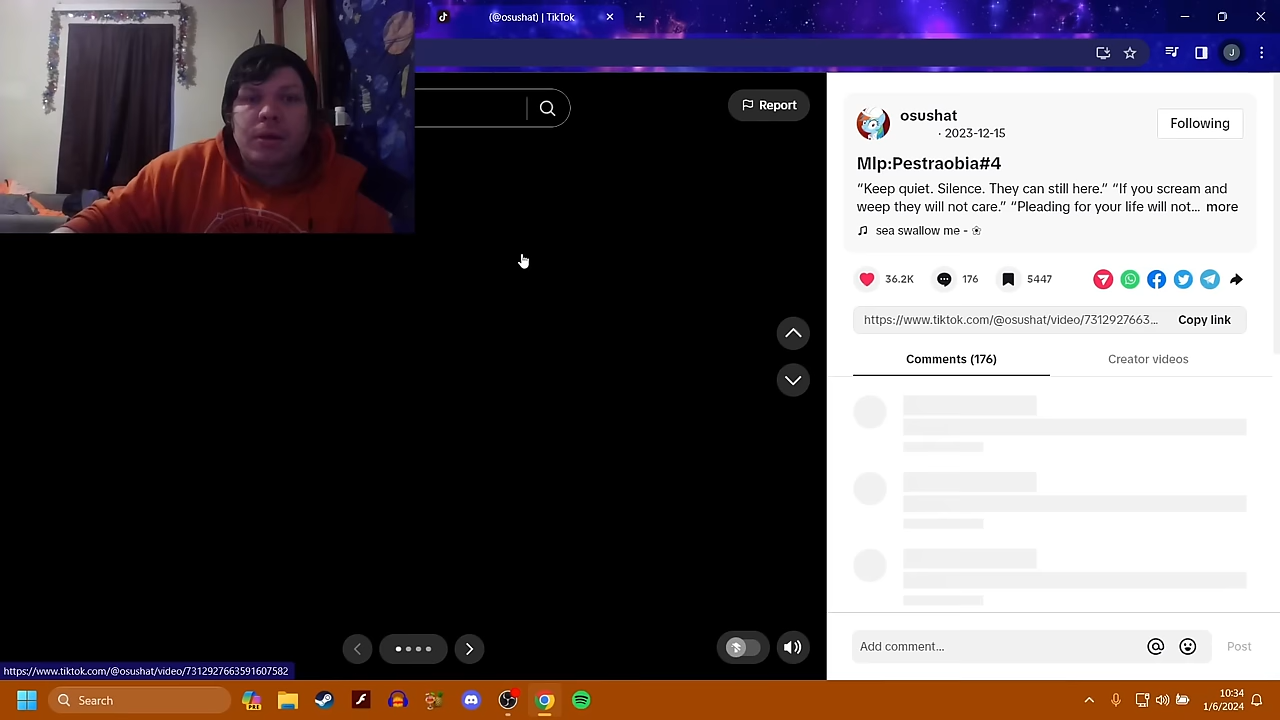 (@osushat) | TikTok
J
Report
osushat
· 2023-12-15
Following
Mlp:Pestraobia#4
“Keep quiet. Silence. They can still here.” “If you scream and
weep they will not care.” “Pleading for your life will not... more
sea swallow me - ❀
36.2K
176
5447
https://www.tiktok.com/@osushat/video/7312927663...
Copy link
Comments (176)
Creator videos
Add comment...
Post
https://www.tiktok.com/@osushat/video/7312927663591607582
Search
PRE
10:34
1/6/2024